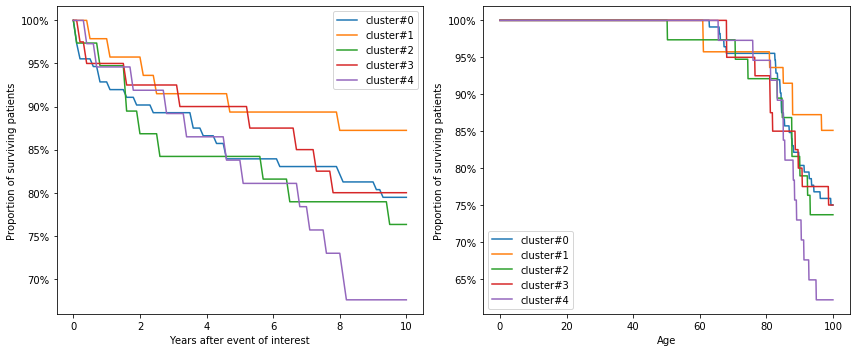 100%
95%
90%
85%
80%
75%
70%
Proportion of surviving patients
0
2
4
6
8
10
Years after event of interest
cluster#0
cluster#1
cluster#2
cluster#3
cluster#4
100%
95%
90%
85%
80%
75%
70%
65%
Proportion of surviving patients
0
20
40
60
80
100
Age
cluster#0
cluster#1
cluster#2
cluster#3
cluster#4